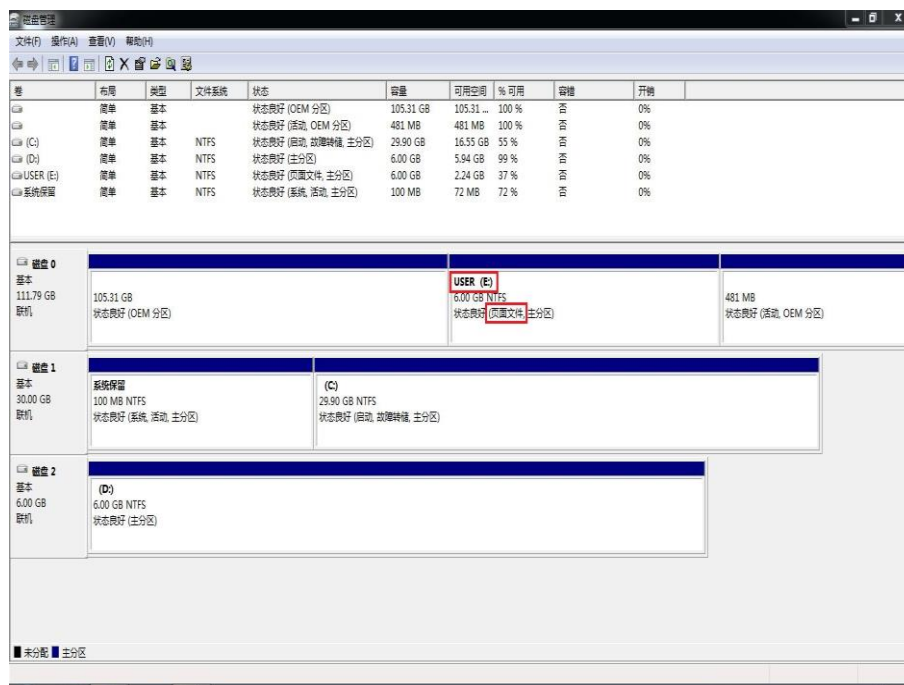 磁盘管理
文件(F) 操作(A) 查看(V) 帮助(H)
卷 布局 类型 文件系统 状态 容量 可用空间 % 可用 容错 开销
简单 基本 状态良好 (OEM 分区) 105.31 GB 105.31 ... 100 % 否 0%
简单 基本 状态良好 (活动, OEM 分区) 481 MB 481 MB 100 % 否 0%
(C:) 简单 基本 NTFS 状态良好 (启动, 故障转储, 主分区) 29.90 GB 16.55 GB 55 % 否 0%
(D:) 简单 基本 NTFS 状态良好 (主分区) 6.00 GB 5.94 GB 99 % 否 0%
USER (E:) 简单 基本 NTFS 状态良好 (页面文件, 主分区) 6.00 GB 2.24 GB 37 % 否 0%
系统保留 简单 基本 NTFS 状态良好 (系统, 活动, 主分区) 100 MB 72 MB 72 % 否 0%
磁盘 0
基本
111.79 GB
联机
105.31 GB
状态良好 (OEM 分区)
USER (E:)
6.00 GB NTFS
状态良好 (页面文件, 主分区)
481 MB
状态良好 (活动, OEM 分区)
磁盘 1
基本
30.00 GB
联机
系统保留
100 MB NTFS
状态良好 (系统, 活动, 主分区)
(C:)
29.90 GB NTFS
状态良好 (启动, 故障转储, 主分区)
磁盘 2
基本
6.00 GB
联机
(D:)
6.00 GB NTFS
状态良好 (主分区)
未分配 主分区